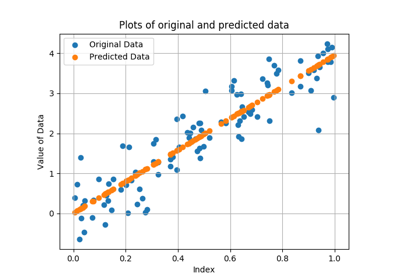 Plots of original and predicted data
Original Data
Predicted Data
Value of Data
4
3
2
1
0
0.0 0.2 0.4 0.6 0.8 1.0
Index